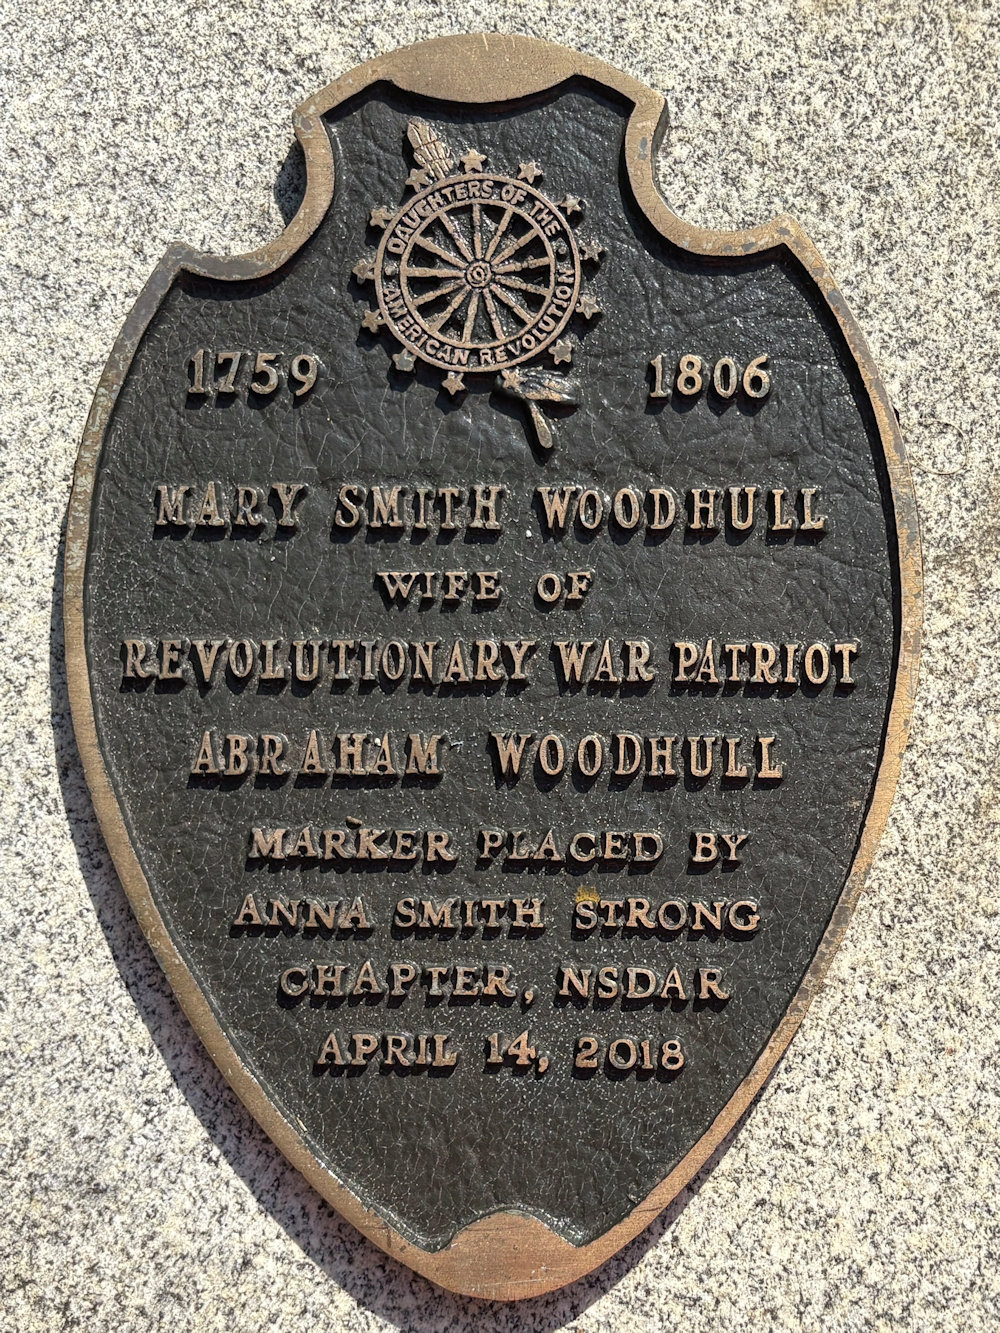 DAUGHTERS OF THE
AMERICAN REVOLUTION
1759 1806
MARY SMITH WOODHULL
WIFE OF
REVOLUTIONARY WAR PATRIOT
ABRAHAM WOODHULL
MARKER PLACED BY
ANNA SMITH STRONG
CHAPTER, NSDAR
APRIL 14, 2018